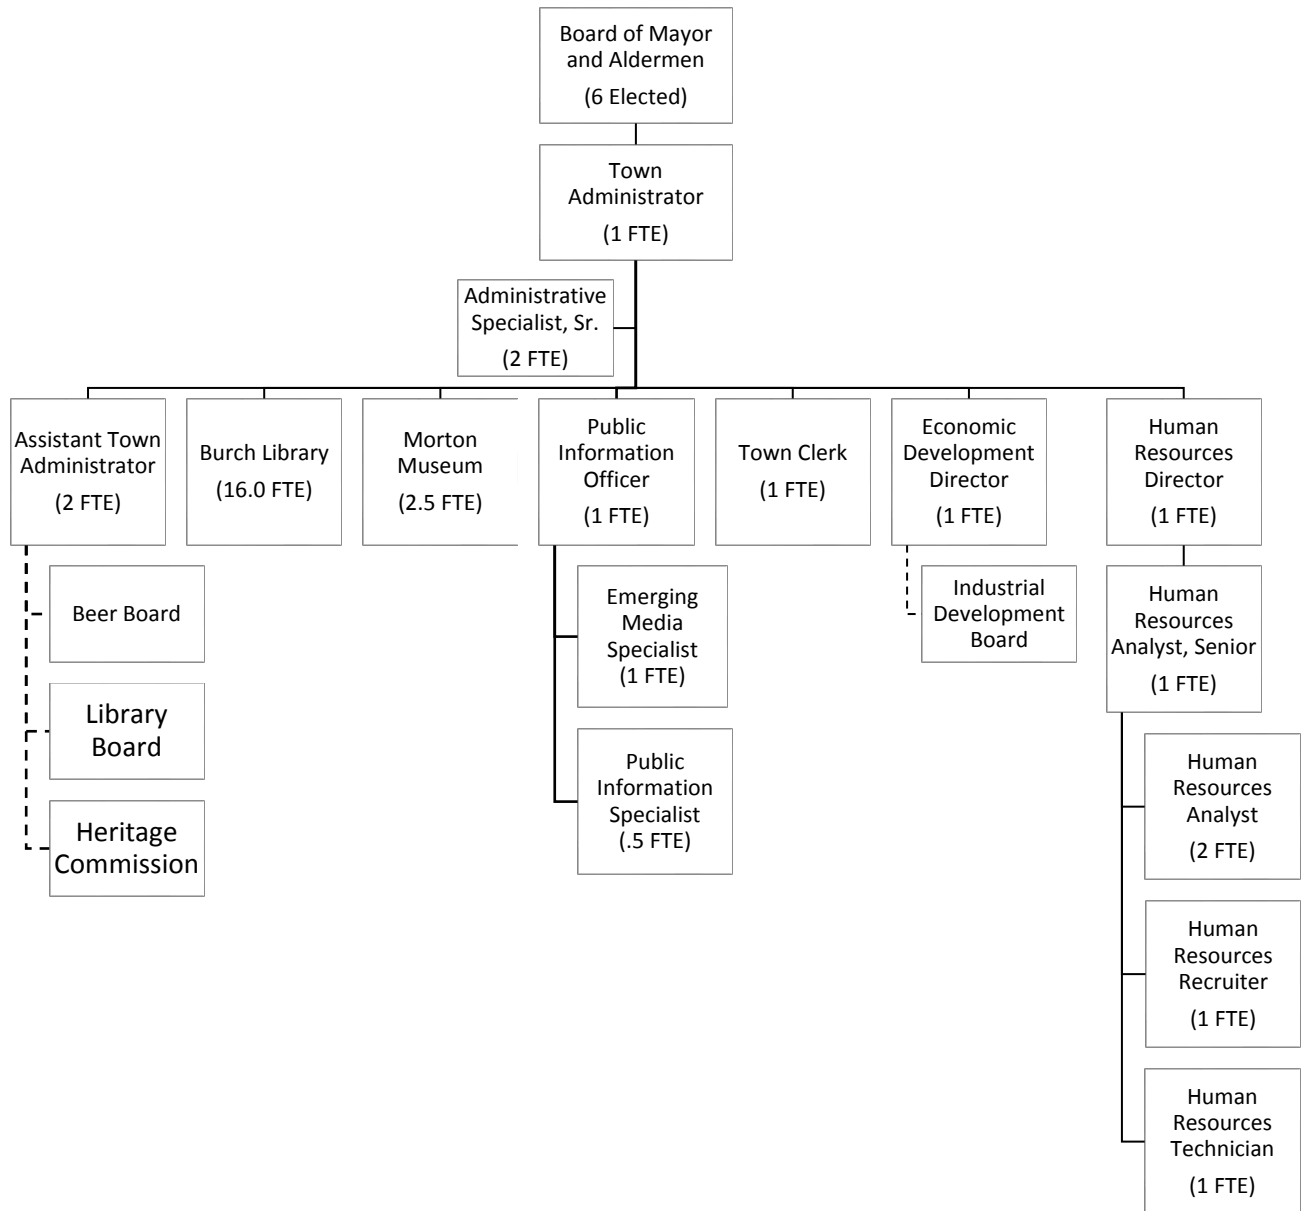 Board of Mayor
and Aldermen
(6 Elected)
Town
Administrator
(1 FTE)
Administrative
Specialist, Sr.
(2 FTE)
Assistant Town
Administrator
(2 FTE)
Burch Library
(16.0 FTE)
Morton
Museum
(2.5 FTE)
Public
Information
Officer
(1 FTE)
Town Clerk
(1 FTE)
Economic
Development
Director
(1 FTE)
Human
Resources
Director
(1 FTE)
Beer Board
Library
Board
Heritage
Commission
Emerging
Media
Specialist
(1 FTE)
Public
Information
Specialist
(.5 FTE)
Industrial
Development
Board
Human
Resources
Analyst, Senior
(1 FTE)
Human
Resources
Analyst
(2 FTE)
Human
Resources
Recruiter
(1 FTE)
Human
Resources
Technician
(1 FTE)